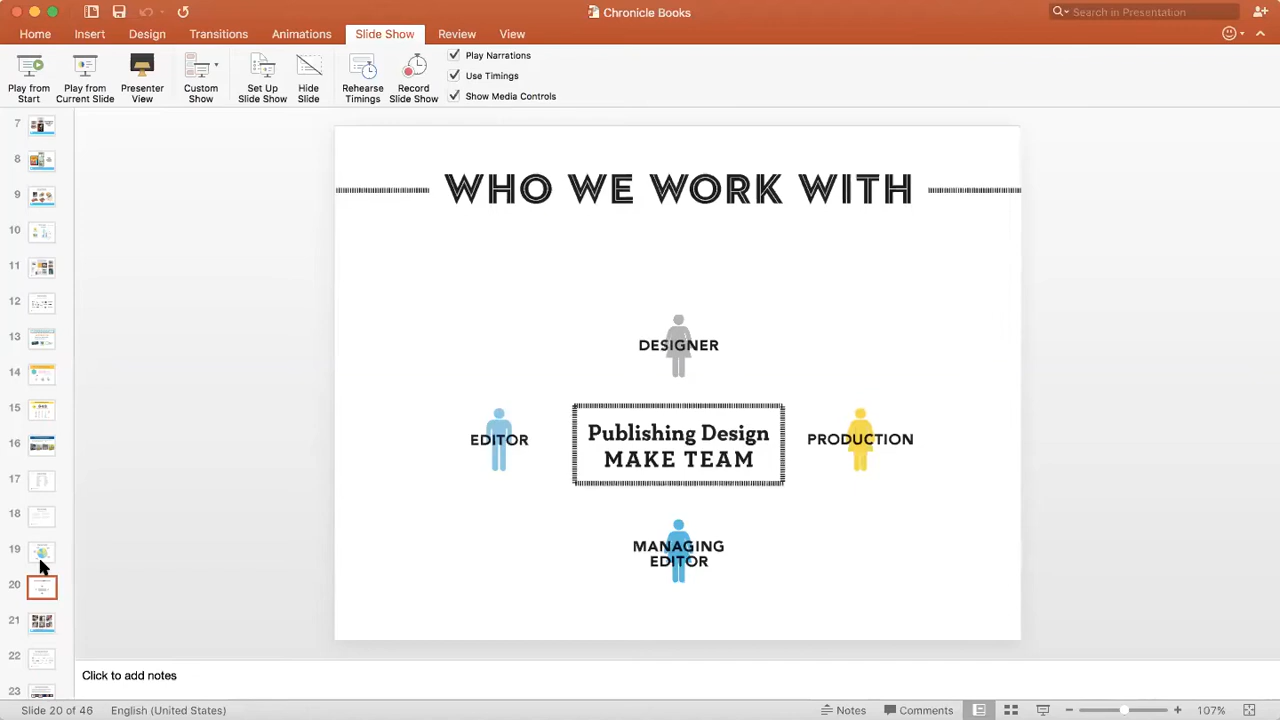 Chronicle Books
Search in Presentation
Home Insert Design Transitions Animations Slide Show Review View
Play from Start
Play from Current Slide
Presenter View
Custom Show
Set Up Slide Show
Hide Slide
Rehearse Timings
Record Slide Show
Play Narrations
Use Timings
Show Media Controls
7
8
9
10
11
12
13
14
15
16
17
18
19
20
21
22
23
WHO WE WORK WITH
DESIGNER
EDITOR
Publishing Design
MAKE TEAM
PRODUCTION
MANAGING
EDITOR
Click to add notes
Slide 20 of 46 English (United States) Notes Comments 107%